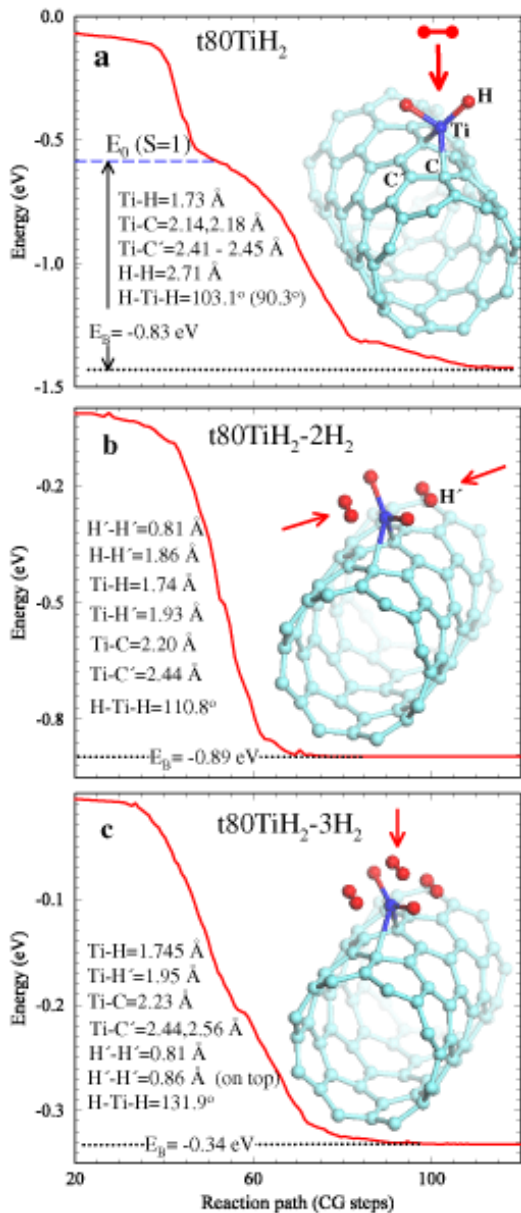 0.0
-0.5
-1.0
-1.5
Energy (eV)
a
t80TiH₂
E₀ (S=1)
Ti-H=1.73 Å
Ti-C=2.14,2.18 Å
Ti-C´=2.41 - 2.45 Å
H-H=2.71 Å
H-Ti-H=103.1° (90.3°)
E_B= -0.83 eV
H
Ti
C
C´
-0.2
-0.5
-0.8
Energy (eV)
b
t80TiH₂-2H₂
H´
H´-H´=0.81 Å
H-H´=1.86 Å
Ti-H=1.74 Å
Ti-H´=1.93 Å
Ti-C=2.20 Å
Ti-C´=2.44 Å
H-Ti-H=110.8°
E_B= -0.89 eV
-0.1
-0.2
-0.3
Energy (eV)
c
t80TiH₂-3H₂
Ti-H=1.745 Å
Ti-H´=1.95 Å
Ti-C=2.23 Å
Ti-C´=2.44,2.56 Å
H´-H´=0.81 Å
H´-H´=0.86 Å (on top)
H-Ti-H=131.9°
E_B= -0.34 eV
20 60 100
Reaction path (CG steps)